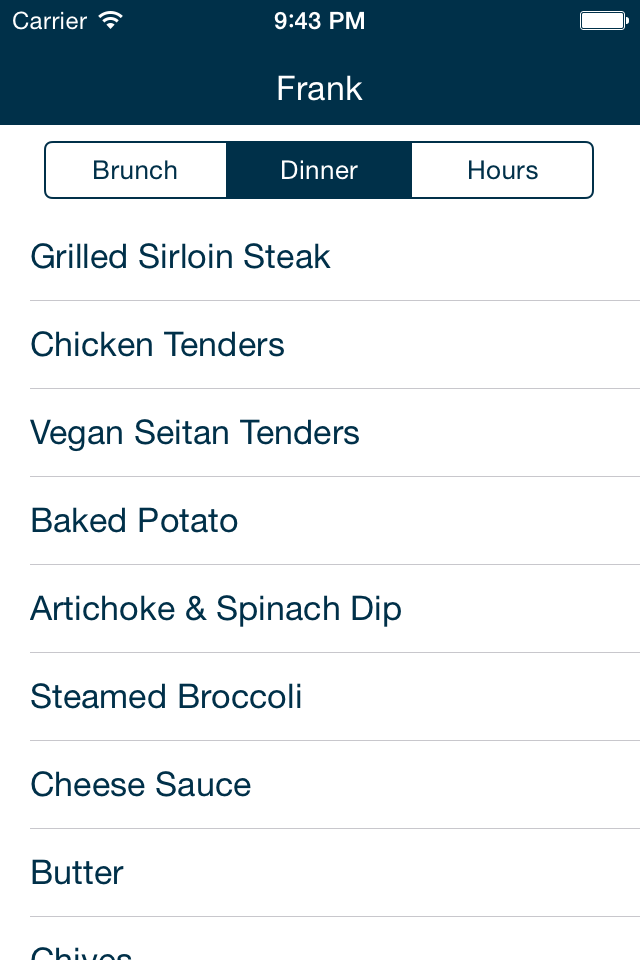 Carrier 9:43 PM
Frank
Brunch Dinner Hours
Grilled Sirloin Steak
Chicken Tenders
Vegan Seitan Tenders
Baked Potato
Artichoke & Spinach Dip
Steamed Broccoli
Cheese Sauce
Butter
Chives